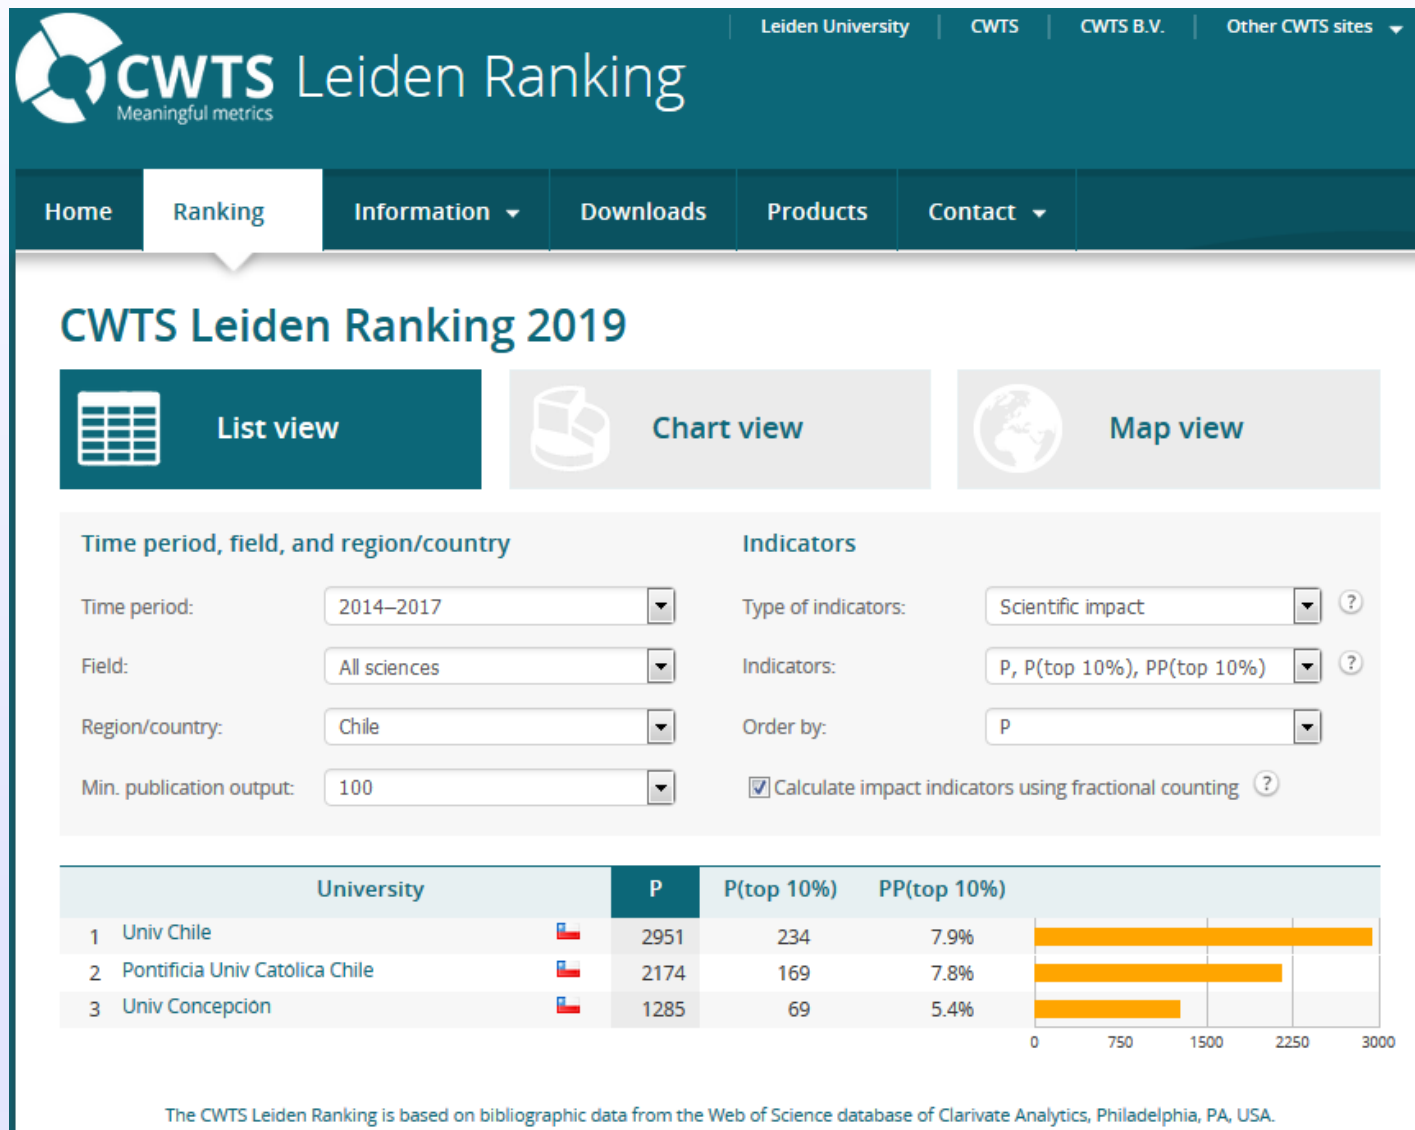 Leiden University CWTS CWTS B.V. Other CWTS sites
CWTS Leiden Ranking
Meaningful metrics
Home Ranking Information Downloads Products Contact
CWTS Leiden Ranking 2019
List view Chart view Map view
Time period, field, and region/country Indicators
Time period: 2014–2017 Type of indicators: Scientific impact ?
Field: All sciences Indicators: P, P(top 10%), PP(top 10%) ?
Region/country: Chile Order by: P
Min. publication output: 100 Calculate impact indicators using fractional counting ?
University P P(top 10%) PP(top 10%)
1 Univ Chile 2951 234 7.9%
2 Pontificia Univ Católica Chile 2174 169 7.8%
3 Univ Concepción 1285 69 5.4%
0 750 1500 2250 3000
The CWTS Leiden Ranking is based on bibliographic data from the Web of Science database of Clarivate Analytics, Philadelphia, PA, USA.